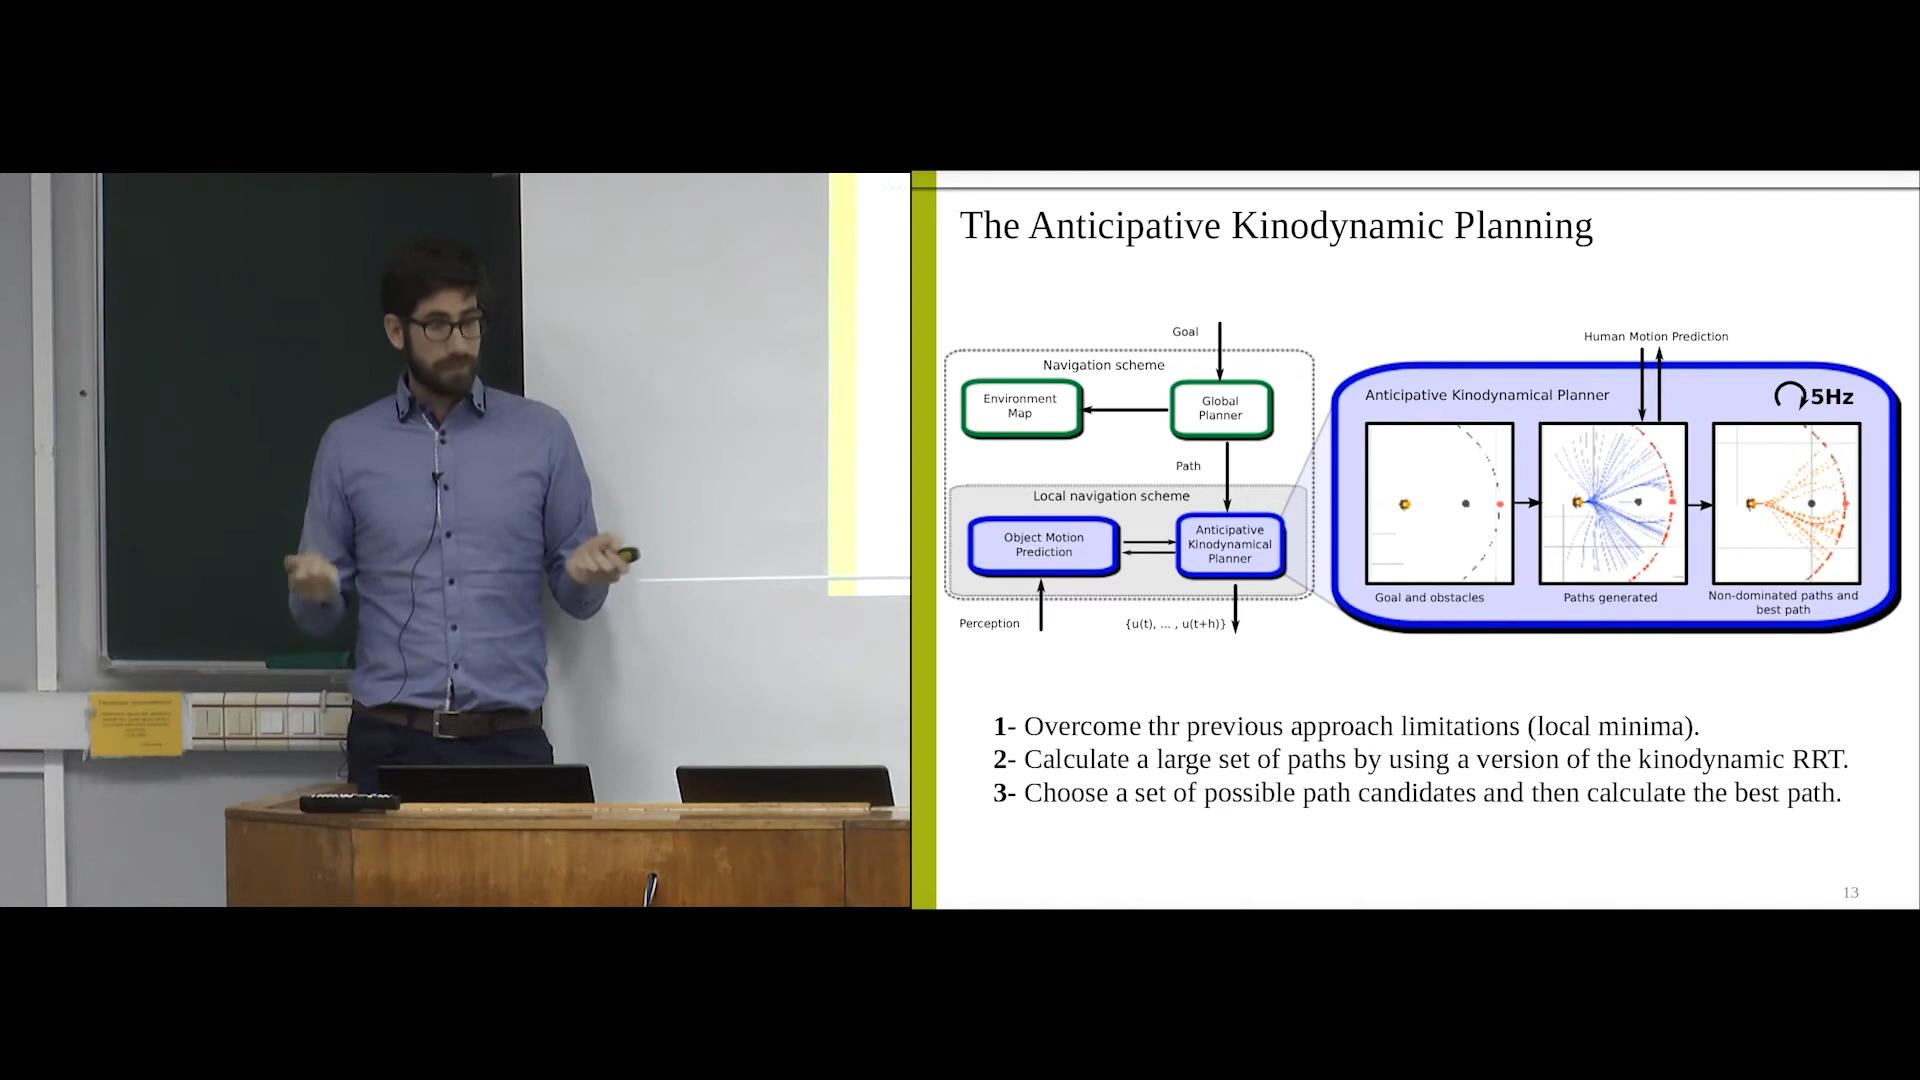 The Anticipative Kinodynamic Planning
Goal
Navigation scheme
Environment
Map
Global
Planner
Path
Local navigation scheme
Object Motion
Prediction
Anticipative
KInodynamical
Planner
Perception
{u(t), ... , u(t+h)}
Human Motion Prediction
Anticipative Kinodynamical Planner
5Hz
Goal and obstacles
Paths generated
Non-dominated paths and
best path
1- Overcome thr previous approach limitations (local minima).
2- Calculate a large set of paths by using a version of the kinodynamic RRT.
3- Choose a set of possible path candidates and then calculate the best path.
13